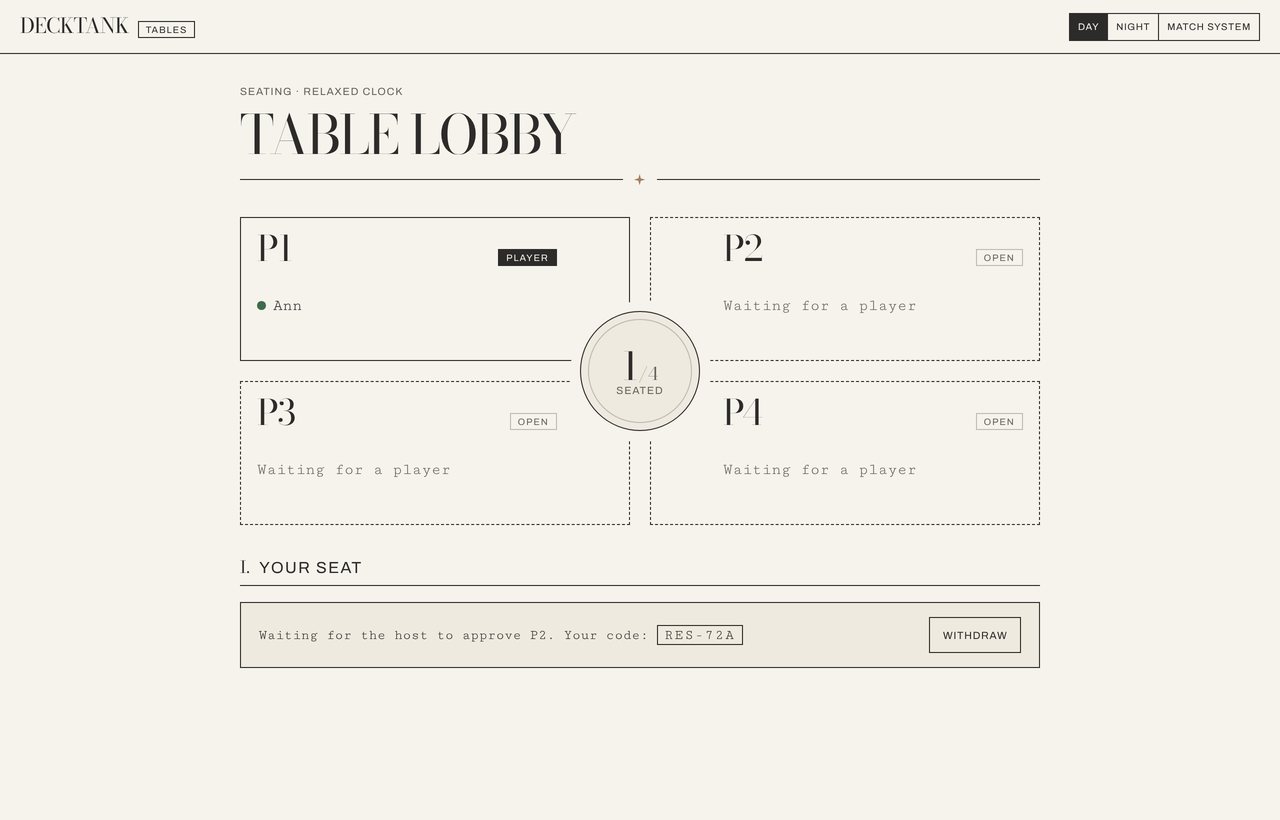 DECKTANK TABLES
DAY NIGHT MATCH SYSTEM
SEATING · RELAXED CLOCK
TABLE LOBBY
P1 PLAYER
Ann
P2 OPEN
Waiting for a player
1/4
SEATED
P3 OPEN
Waiting for a player
P4 OPEN
Waiting for a player
I. YOUR SEAT
Waiting for the host to approve P2. Your code: RES-72A
WITHDRAW